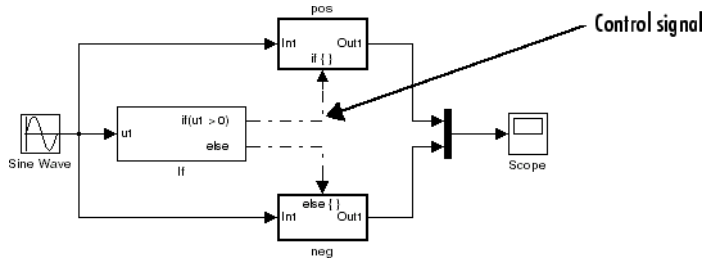 pos
Control signal
In1
Out1
if { }
if(u1 > 0)
u1
else
Sine Wave
If
Scope
else { }
In1
Out1
neg